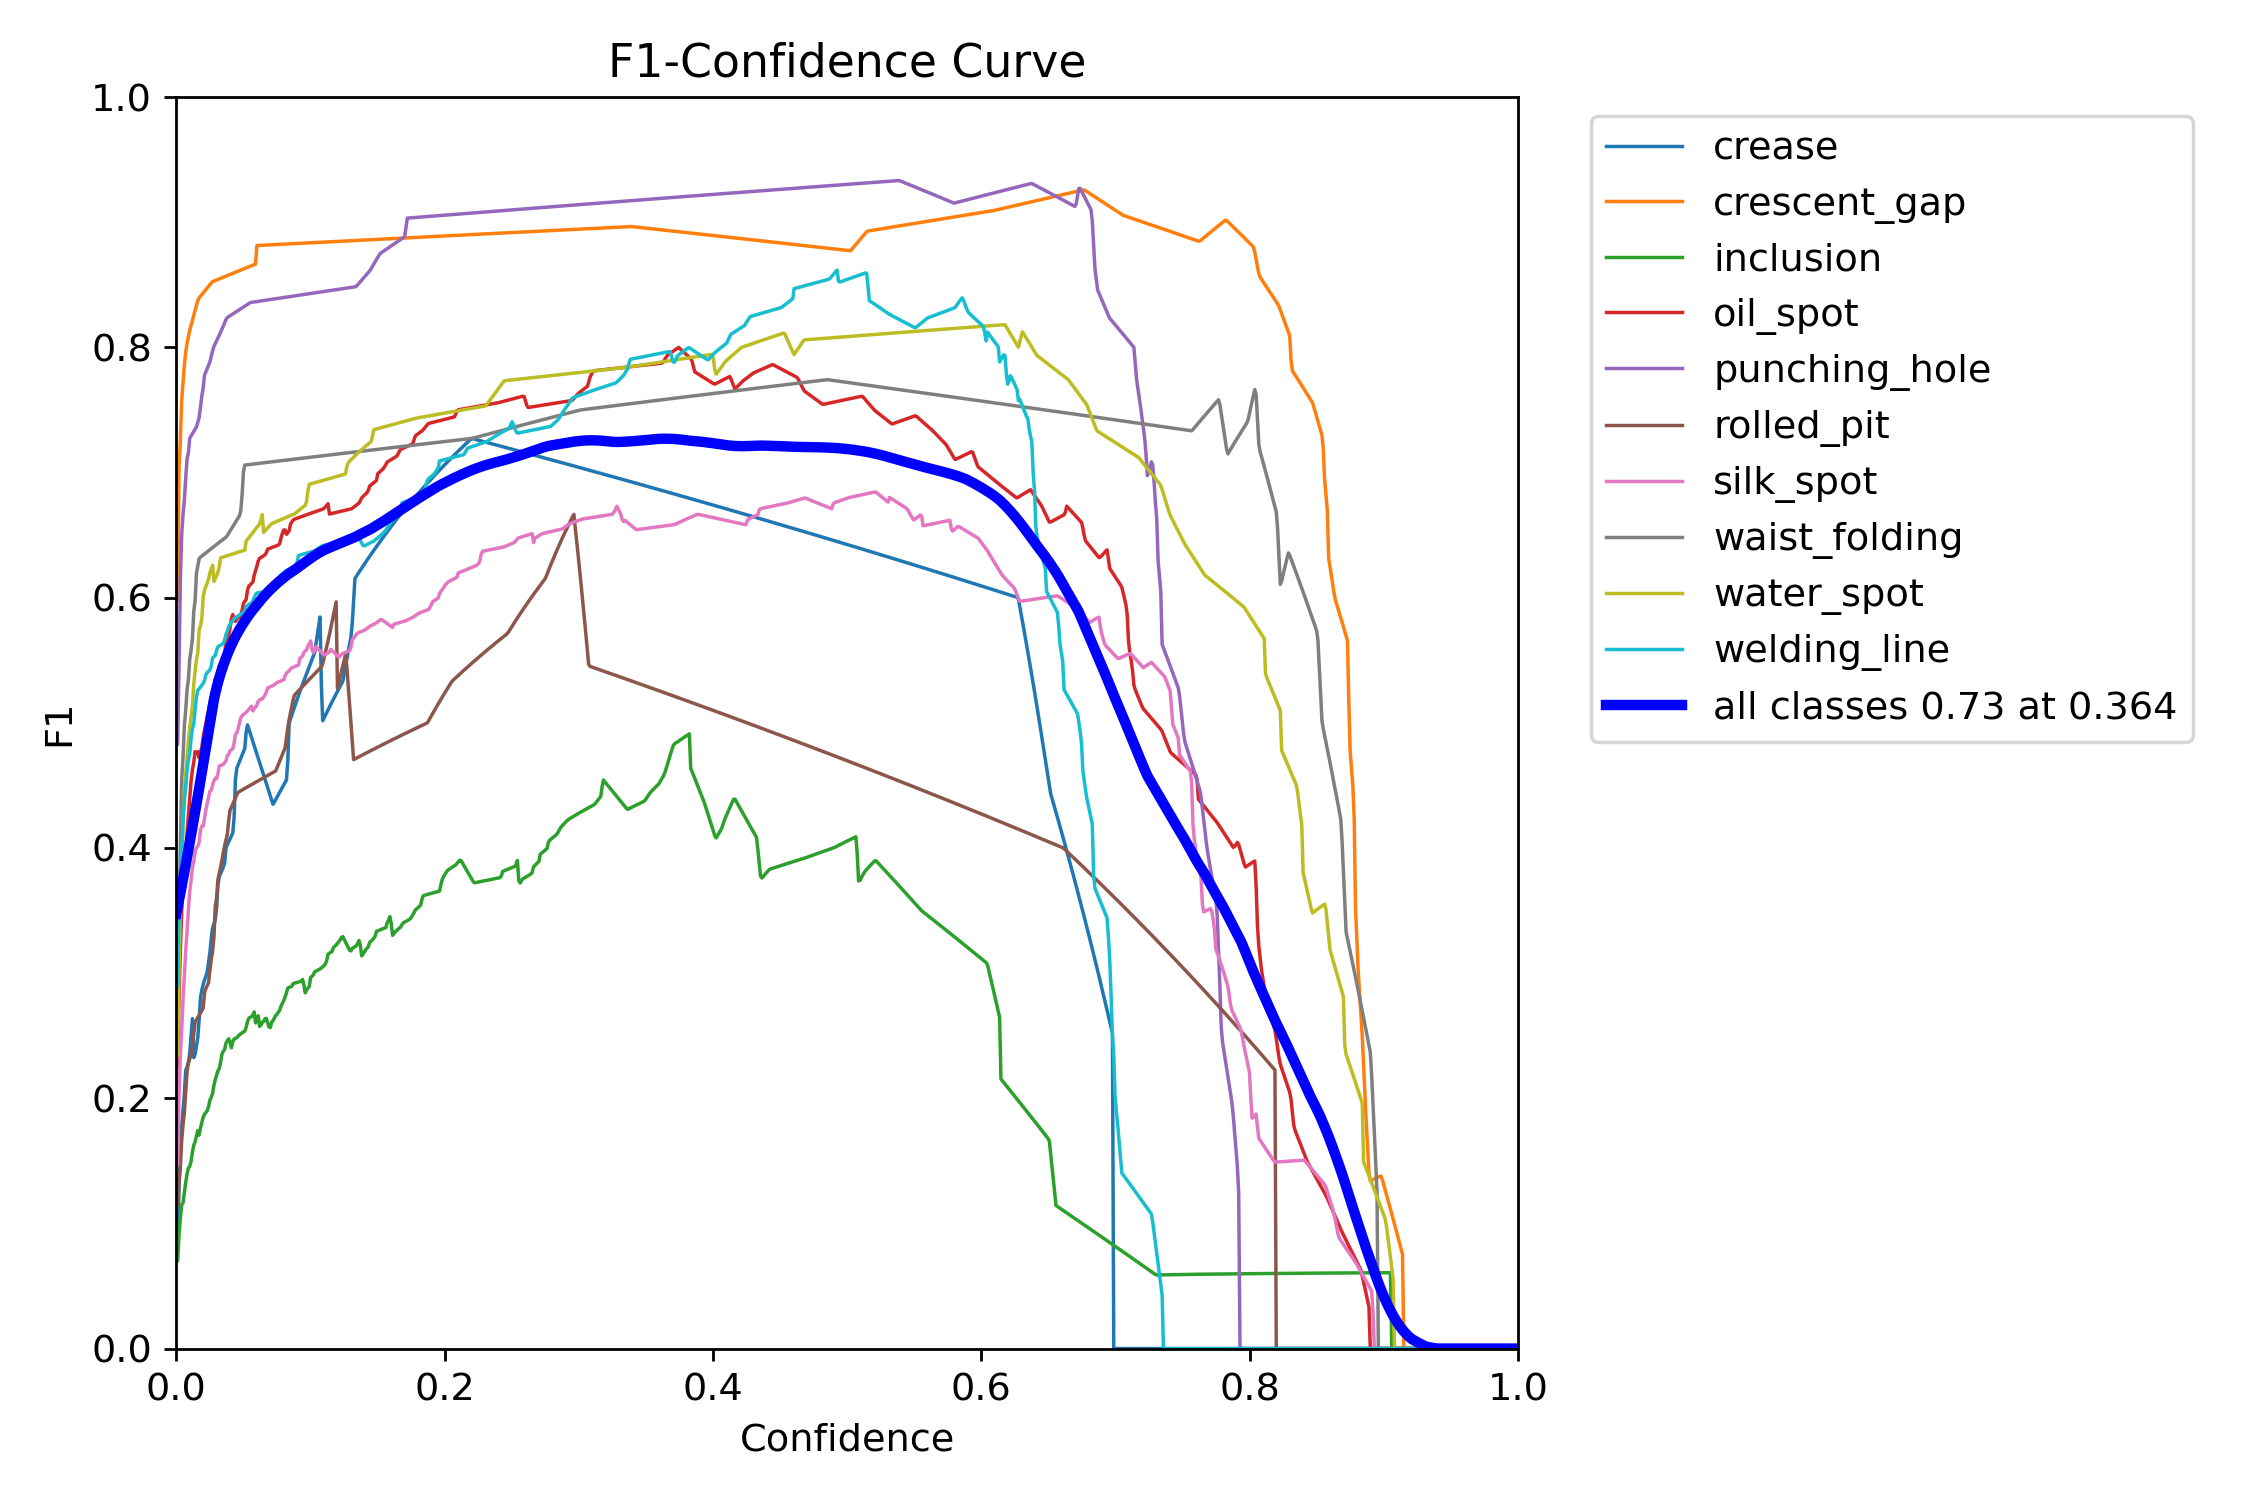 F1-Confidence Curve
1.0
0.8
0.6
0.4
0.2
0.0
F1
0.0 0.2 0.4 0.6 0.8 1.0
Confidence
crease
crescent_gap
inclusion
oil_spot
punching_hole
rolled_pit
silk_spot
waist_folding
water_spot
welding_line
all classes 0.73 at 0.364